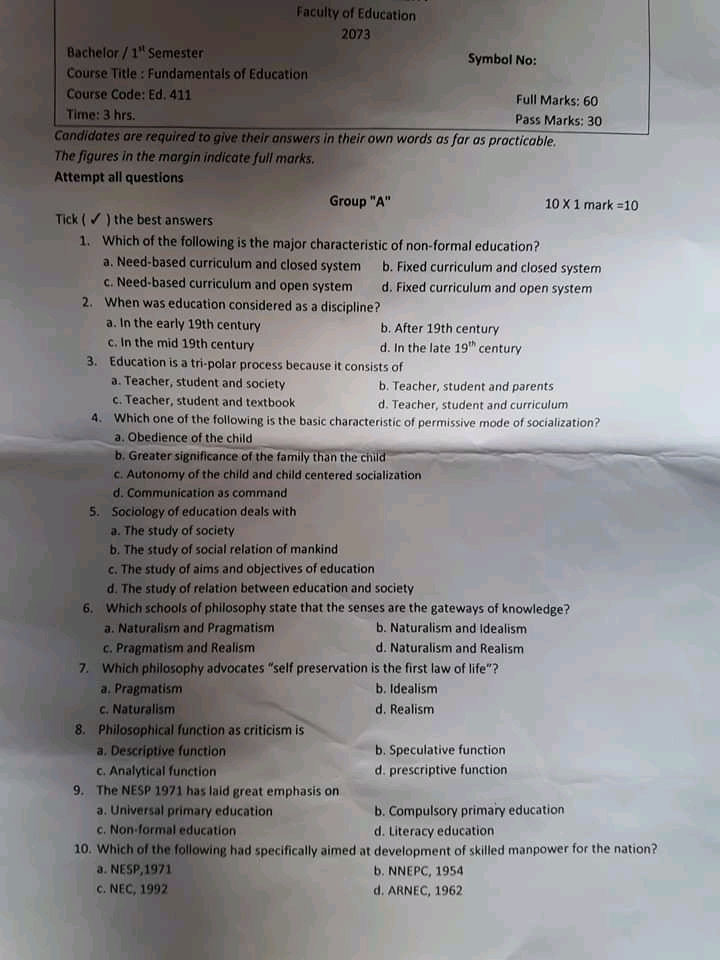 Faculty of Education
2073
Bachelor / 1st Semester
Symbol No:
Course Title : Fundamentals of Education
Course Code: Ed. 411
Full Marks: 60
Time: 3 hrs.
Pass Marks: 30
Candidates are required to give their answers in their own words as far as practicable.
The figures in the margin indicate full marks.
Attempt all questions
Group "A" 10 X 1 mark =10
Tick ( ✓ ) the best answers
1. Which of the following is the major characteristic of non-formal education?
a. Need-based curriculum and closed system b. Fixed curriculum and closed system
c. Need-based curriculum and open system d. Fixed curriculum and open system
2. When was education considered as a discipline?
a. In the early 19th century b. After 19th century
c. In the mid 19th century d. In the late 19th century
3. Education is a tri-polar process because it consists of
a. Teacher, student and society b. Teacher, student and parents
c. Teacher, student and textbook d. Teacher, student and curriculum
4. Which one of the following is the basic characteristic of permissive mode of socialization?
a. Obedience of the child
b. Greater significance of the family than the child
c. Autonomy of the child and child centered socialization
d. Communication as command
5. Sociology of education deals with
a. The study of society
b. The study of social relation of mankind
c. The study of aims and objectives of education
d. The study of relation between education and society
6. Which schools of philosophy state that the senses are the gateways of knowledge?
a. Naturalism and Pragmatism b. Naturalism and Idealism
c. Pragmatism and Realism d. Naturalism and Realism
7. Which philosophy advocates "self preservation is the first law of life"?
a. Pragmatism b. Idealism
c. Naturalism d. Realism
8. Philosophical function as criticism is
a. Descriptive function b. Speculative function
c. Analytical function d. prescriptive function
9. The NESP 1971 has laid great emphasis on
a. Universal primary education b. Compulsory primary education
c. Non-formal education d. Literacy education
10. Which of the following had specifically aimed at development of skilled manpower for the nation?
a. NESP,1971 b. NNEPC, 1954
c. NEC, 1992 d. ARNEC, 1962